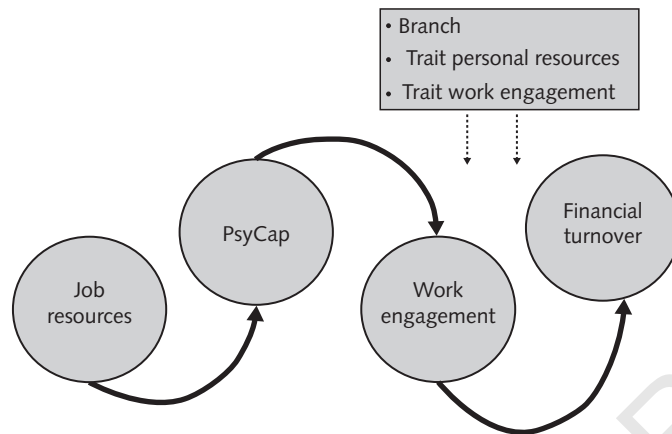 • Branch
• Trait personal resources
• Trait work engagement
PsyCap
Financial
turnover
Job
resources
Work
engagement